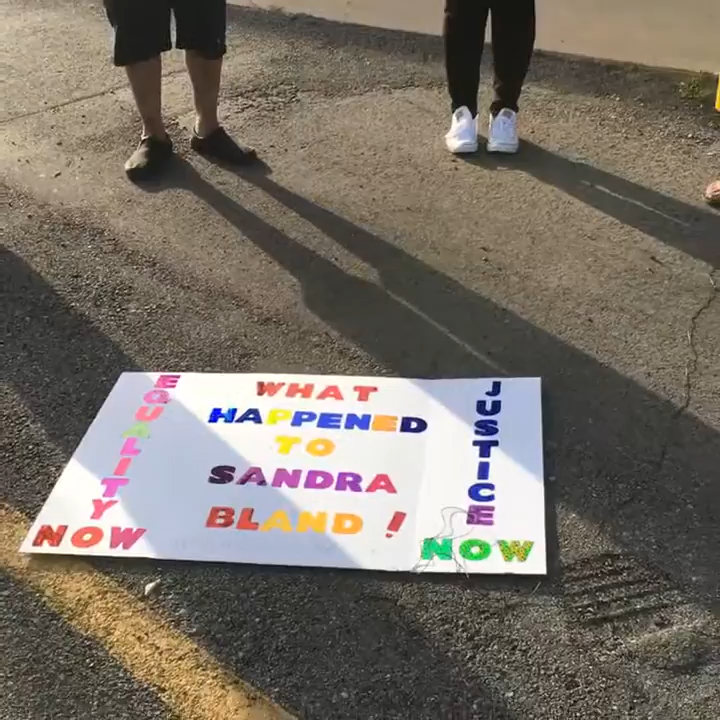 EQUALITY
NOW
WHAT
HAPPENED
TO
SANDRA
BLAND !
JUSTICE
NOW